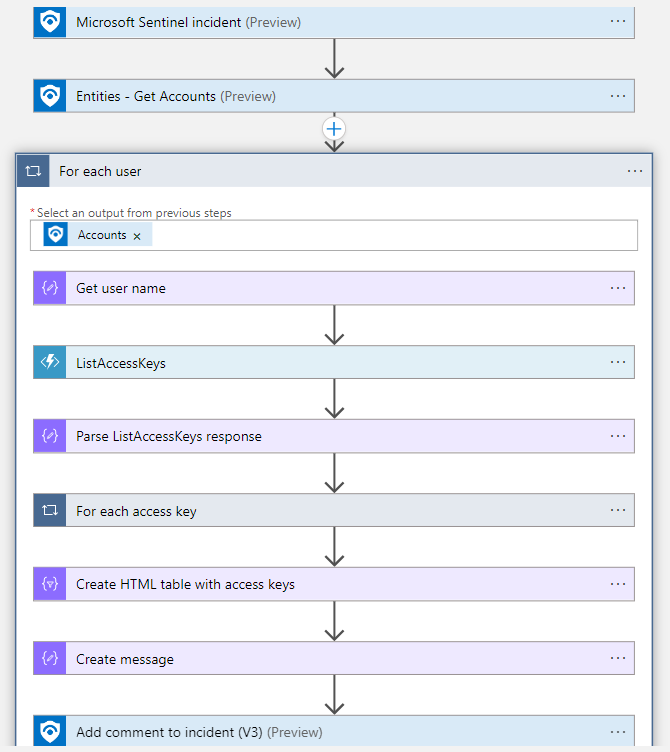 Microsoft Sentinel incident (Preview)
Entities - Get Accounts (Preview)
For each user
* Select an output from previous steps
Accounts ×
Get user name
ListAccessKeys
Parse ListAccessKeys response
For each access key
Create HTML table with access keys
Create message
Add comment to incident (V3) (Preview)